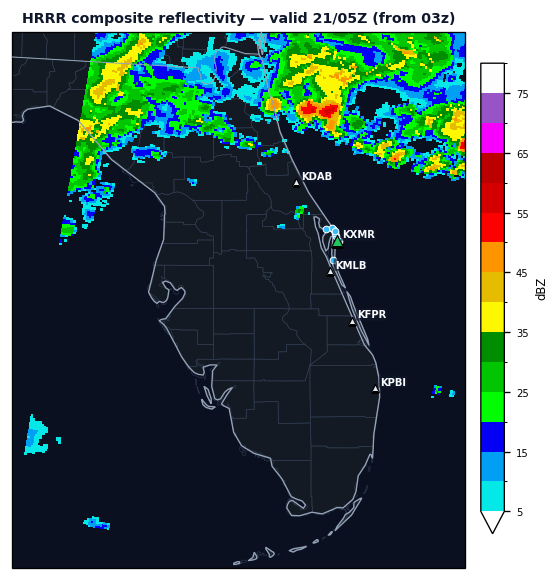 HRRR composite reflectivity — valid 21/05Z (from 03z)
KDAB
KXMR
KMLB
KFPR
KPBI
75
65
55
45
35
25
15
5
dBZ